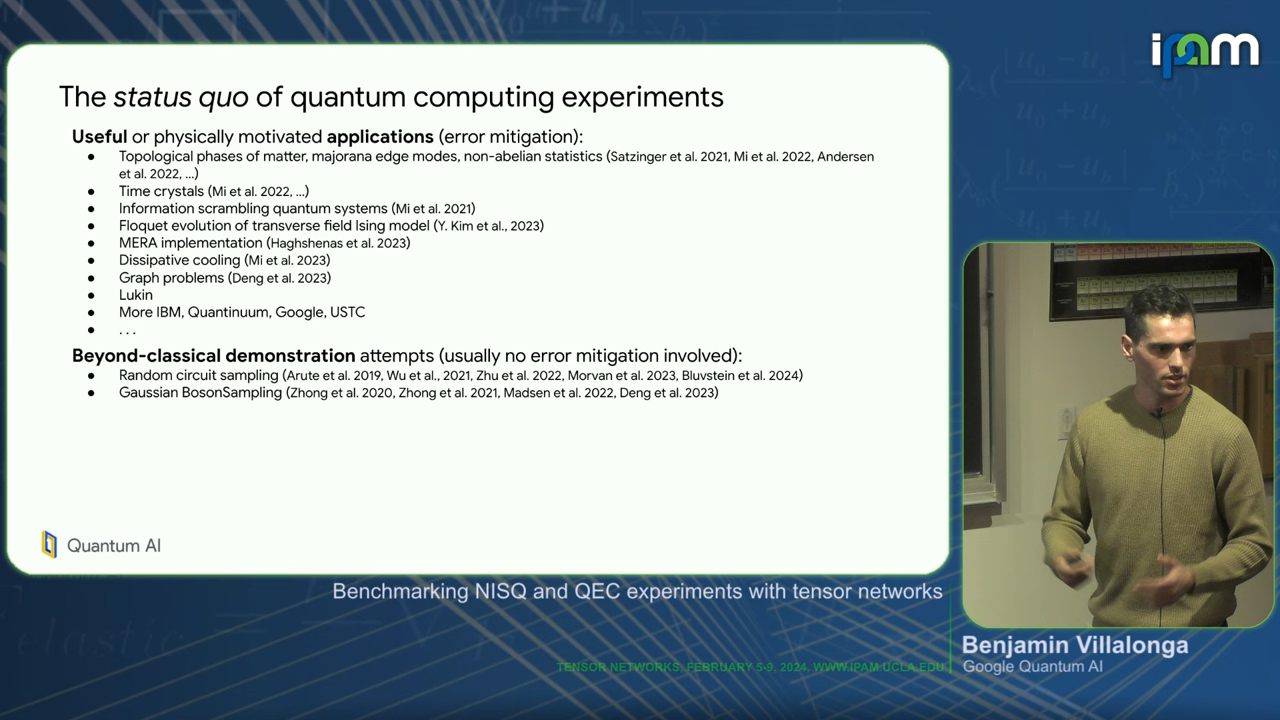 ipam
The status quo of quantum computing experiments
Useful or physically motivated applications (error mitigation):
● Topological phases of matter, majorana edge modes, non-abelian statistics (Satzinger et al. 2021, Mi et al. 2022, Andersen
et al. 2022, ...)
● Time crystals (Mi et al. 2022, ...)
● Information scrambling quantum systems (Mi et al. 2021)
● Floquet evolution of transverse field Ising model (Y. Kim et al., 2023)
● MERA implementation (Haghshenas et al. 2023)
● Dissipative cooling (Mi et al. 2023)
● Graph problems (Deng et al. 2023)
● Lukin
● More IBM, Quantinuum, Google, USTC
● . . .
Beyond-classical demonstration attempts (usually no error mitigation involved):
● Random circuit sampling (Arute et al. 2019, Wu et al., 2021, Zhu et al. 2022, Morvan et al. 2023, Bluvstein et al. 2024)
● Gaussian BosonSampling (Zhong et al. 2020, Zhong et al. 2021, Madsen et al. 2022, Deng et al. 2023)
Quantum AI
Benchmarking NISQ and QEC experiments with tensor networks
Benjamin Villalonga
Google Quantum AI
TENSOR NETWORKS, FEBRUARY 5-9, 2024, WWW.IPAM.UCLA.EDU
elastic